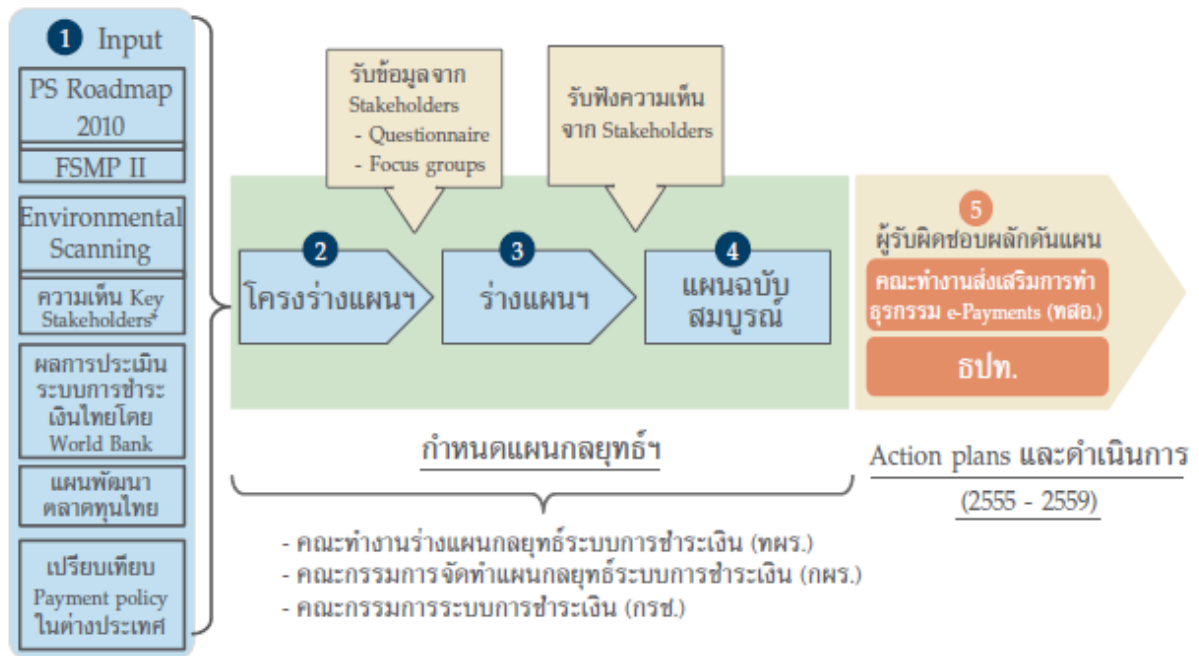 1 Input
PS Roadmap
2010
FSMP II
Environmental
Scanning
ความเห็น Key
Stakeholders*
ผลการประเมิน
ระบบการชำระ
เงินไทยโดย
World Bank
แผนพัฒนา
ตลาดทุนไทย
เปรียบเทียบ
Payment policy
ในต่างประเทศ
รับข้อมูลจาก
Stakeholders
- Questionnaire
- Focus groups
รับฟังความเห็น
จาก Stakeholders
2
โครงร่างแผนฯ
3
ร่างแผนฯ
4
แผนฉบับ
สมบูรณ์
5
ผู้รับผิดชอบผลักดันแผน
คณะทำงานส่งเสริมการทำ
ธุรกรรม e-Payments (ทสอ.)
ธปท.
กำหนดแผนกลยุทธ์ฯ
- คณะทำงานร่างแผนกลยุทธ์ระบบการชำระเงิน (ทผร.)
- คณะกรรมการจัดทำแผนกลยุทธ์ระบบการชำระเงิน (กผร.)
- คณะกรรมการระบบการชำระเงิน (กรช.)
Action plans และดำเนินการ
(2555 - 2559)